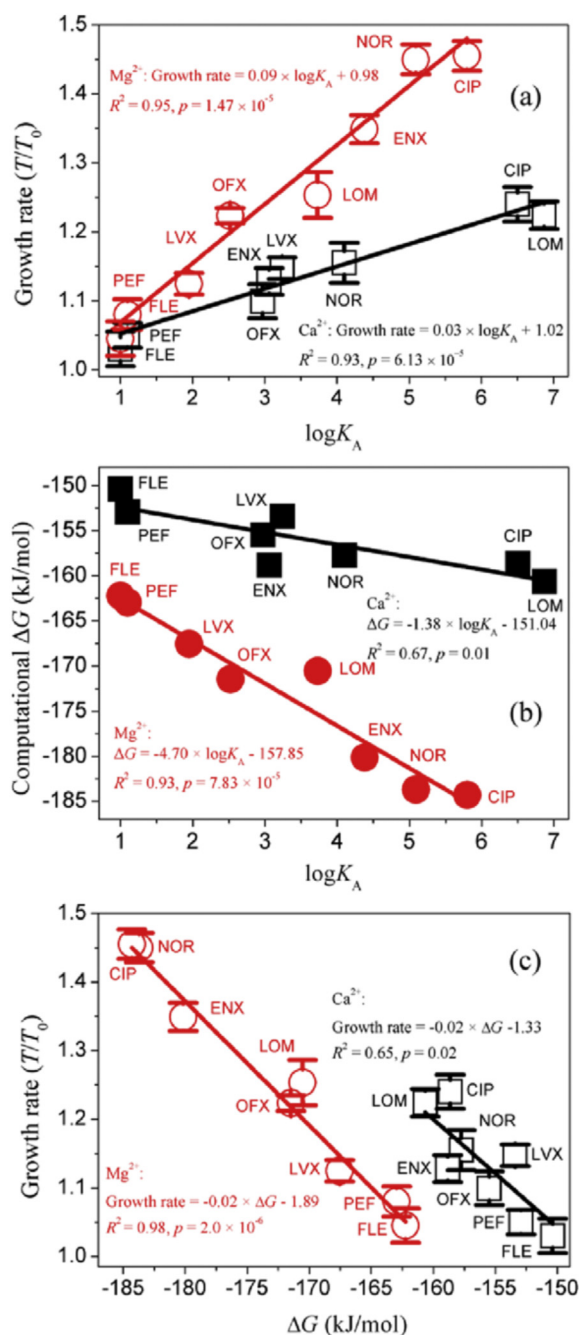 1.5
1.4
1.3
1.2
1.1
1.0
Growth rate (T/T₀)
Mg²⁺: Growth rate = 0.09 × logK_A + 0.98
R² = 0.95, p = 1.47 × 10⁻⁵
(a)
NOR
CIP
ENX
OFX
LOM
LVX
PEF
FLE
CIP
LOM
ENX
LVX
NOR
OFX
PEF
FLE
Ca²⁺: Growth rate = 0.03 × logK_A + 1.02
R² = 0.93, p = 6.13 × 10⁻⁵
1 2 3 4 5 6 7
logK_A
-150
-155
-160
-165
-170
-175
-180
-185
Computational ΔG (kJ/mol)
FLE
PEF
LVX
OFX
ENX
NOR
CIP
LOM
Ca²⁺:
ΔG = -1.38 × logK_A - 151.04
R² = 0.67, p = 0.01
FLE
PEF
LVX
OFX
LOM
ENX
NOR
CIP
(b)
Mg²⁺:
ΔG = -4.70 × logK_A - 157.85
R² = 0.93, p = 7.83 × 10⁻⁵
1 2 3 4 5 6 7
logK_A
1.5
1.4
1.3
1.2
1.1
1.0
Growth rate (T/T₀)
(c)
NOR
CIP
ENX
LOM
OFX
LVX
PEF
FLE
Ca²⁺:
Growth rate = -0.02 × ΔG -1.33
R² = 0.65, p = 0.02
LOM
CIP
NOR
ENX
LVX
OFX
PEF
FLE
Mg²⁺:
Growth rate = -0.02 × ΔG - 1.89
R² = 0.98, p = 2.0 × 10⁻⁶
-185 -180 -175 -170 -165 -160 -155 -150
ΔG (kJ/mol)